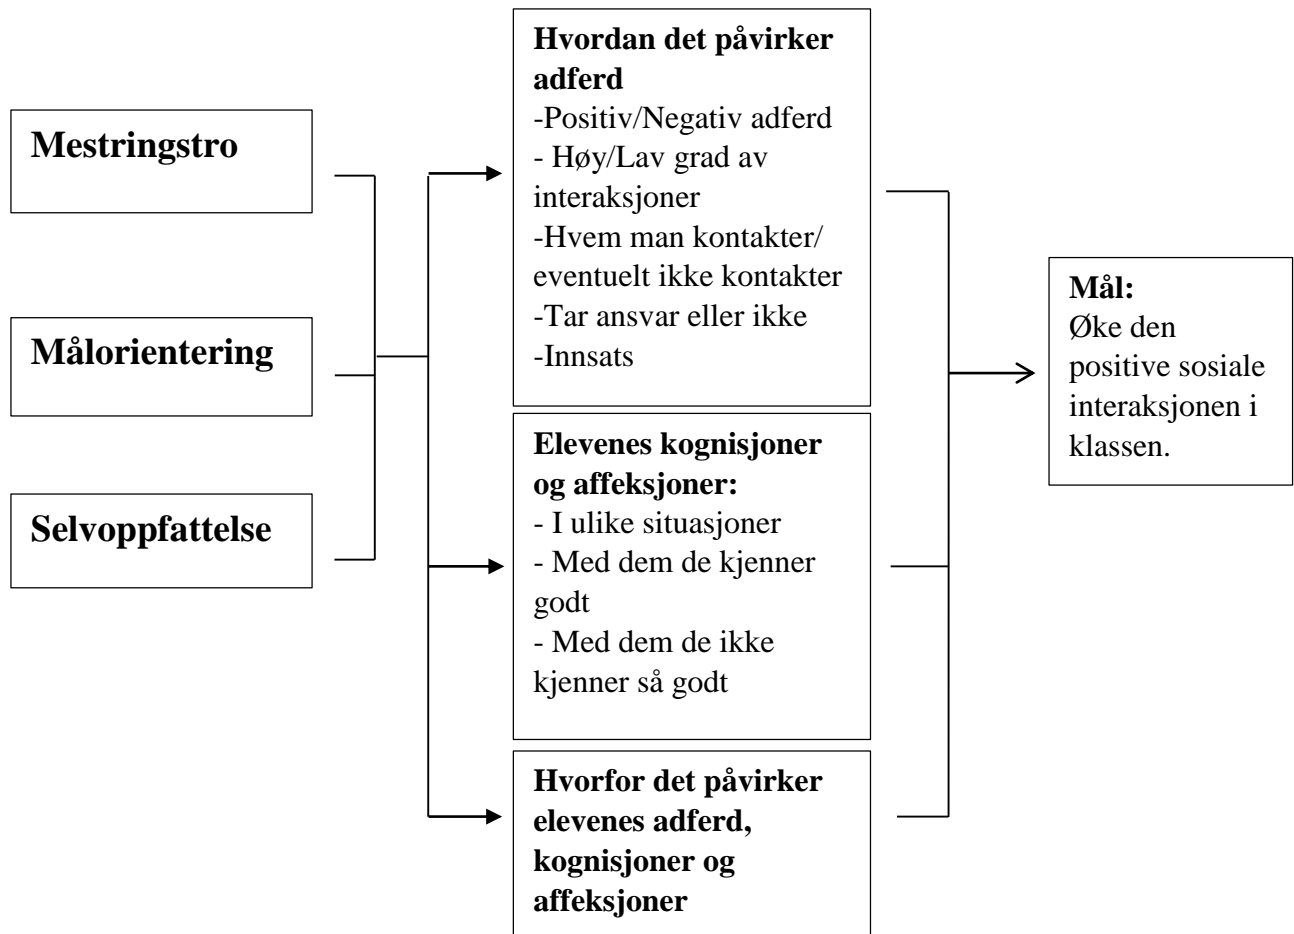 Mestringstro
Målorientering
Selvoppfattelse
Hvordan det påvirker
adferd
-Positiv/Negativ adferd
- Høy/Lav grad av
interaksjoner
-Hvem man kontakter/
eventuelt ikke kontakter
-Tar ansvar eller ikke
-Innsats
Elevenes kognisjoner
og affeksjoner:
- I ulike situasjoner
- Med dem de kjenner
godt
- Med dem de ikke
kjenner så godt
Hvorfor det påvirker
elevenes adferd,
kognisjoner og
affeksjoner
Mål:
Øke den
positive sosiale
interaksjonen i
klassen.